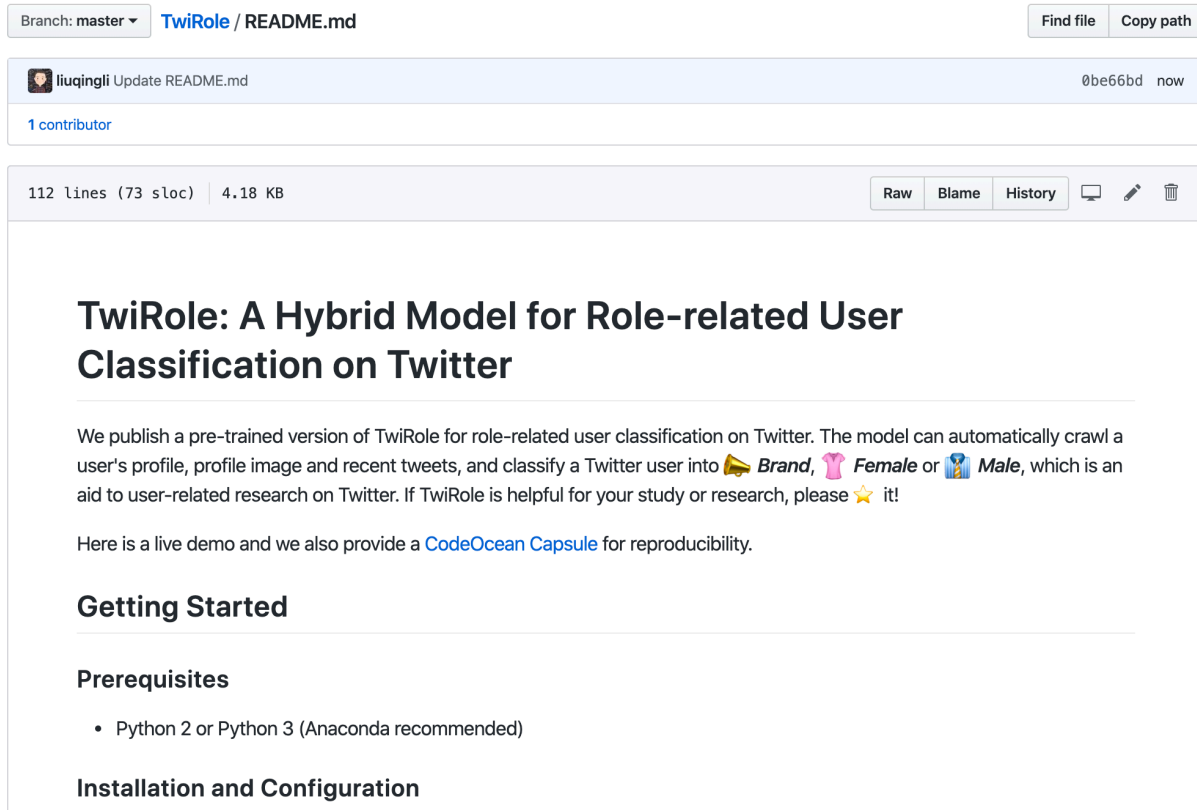 Branch: master
TwiRole / README.md
Find file
Copy path
liuqingli Update README.md
0be66bd now
1 contributor
112 lines (73 sloc) 4.18 KB
Raw
Blame
History
TwiRole: A Hybrid Model for Role-related User
Classification on Twitter
We publish a pre-trained version of TwiRole for role-related user classification on Twitter. The model can automatically crawl a
user's profile, profile image and recent tweets, and classify a Twitter user into Brand, Female or Male, which is an
aid to user-related research on Twitter. If TwiRole is helpful for your study or research, please it!
Here is a live demo and we also provide a CodeOcean Capsule for reproducibility.
Getting Started
Prerequisites
• Python 2 or Python 3 (Anaconda recommended)
Installation and Configuration